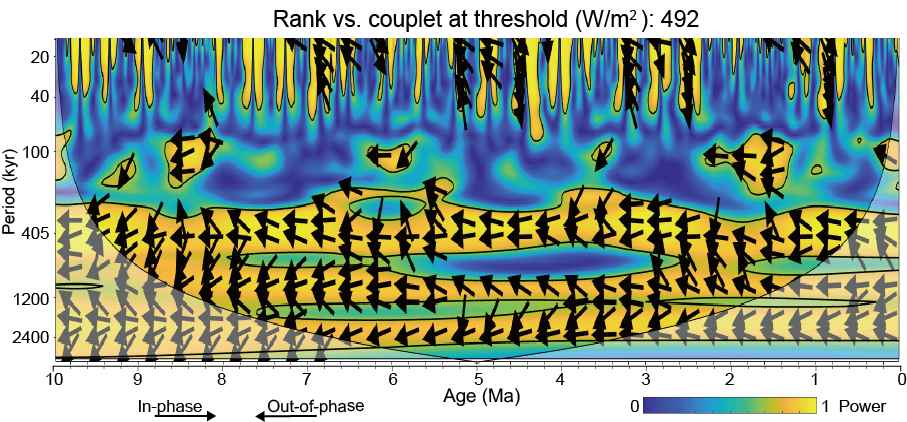 Rank vs. couplet at threshold (W/m²): 492
Period (kyr)
20
40
100
405
1200
2400
10 9 8 7 6 5 4 3 2 1 0
Age (Ma)
In-phase Out-of-phase
0 1 Power